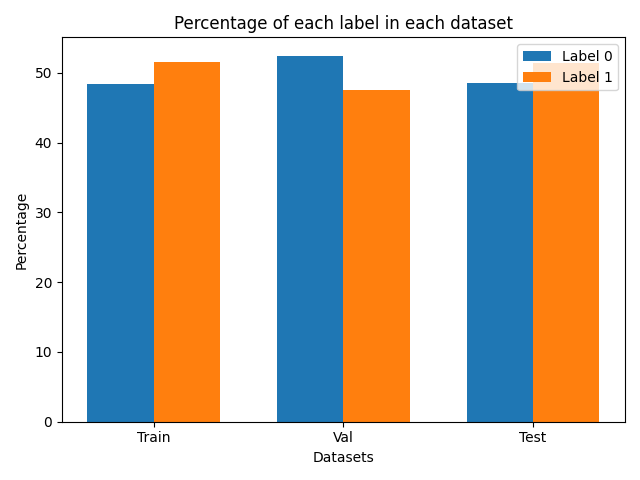 Percentage of each label in each dataset
Label 0
Label 1
Percentage
50
40
30
20
10
0
Train Val Test
Datasets